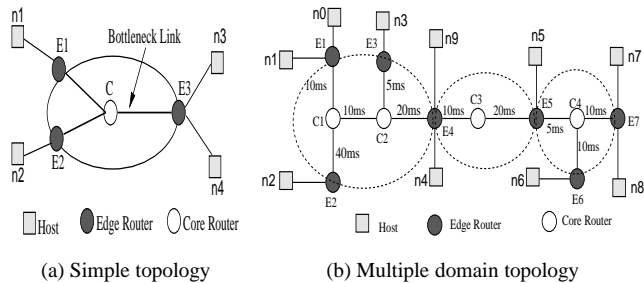 n1
n3
E1
Bottleneck Link
C
E3
E2
n2
n4
Host
Edge Router
Core Router
(a) Simple topology
n0
n3
n9
n5
n7
n1
E1
E3
10ms
5ms
10ms
20ms
10ms
C3
20ms
E5
C4
10ms
C1
C2
E4
5ms
E7
40ms
10ms
n2
E2
n4
n6
E6
n8
Host
Edge Router
Core Router
(b) Multiple domain topology